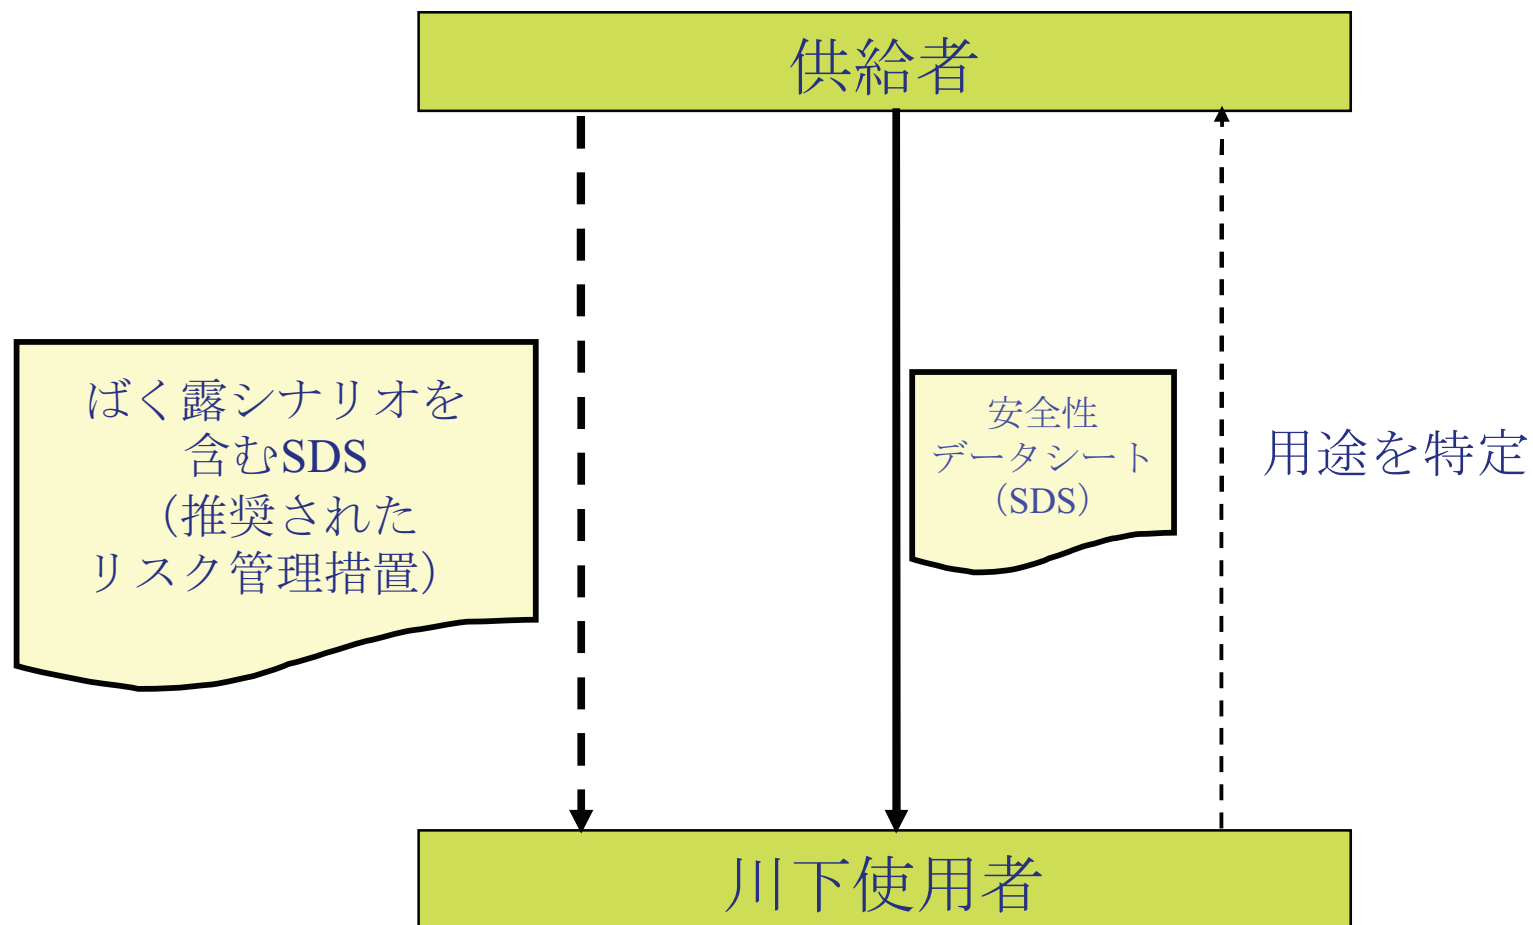 供給者
ばく露シナリオを
含むSDS
（推奨された
リスク管理措置）
安全性
データシート
（SDS）
用途を特定
川下使用者